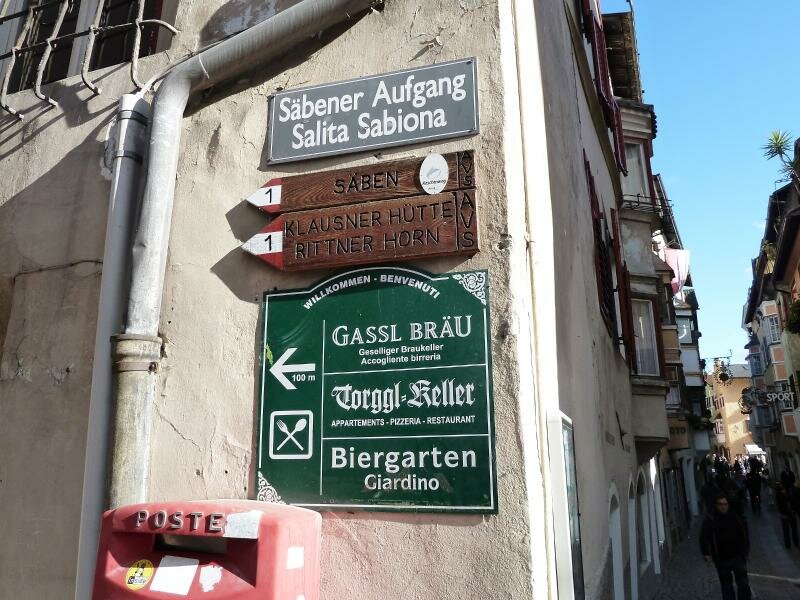 Säbener Aufgang
Salita Sabiona
1 SÄBEN AVS
1 KLAUSNER HÜTTE AVS
RITTNER HORN
WILLKOMMEN - BENVENUTI
GASSL BRÄU
Geselliger Braukeller
Accogliente birreria
100 m
Torggl-Keller
APPARTEMENTS - PIZZERIA - RESTAURANT
Biergarten
Giardino
POSTE
SPORT